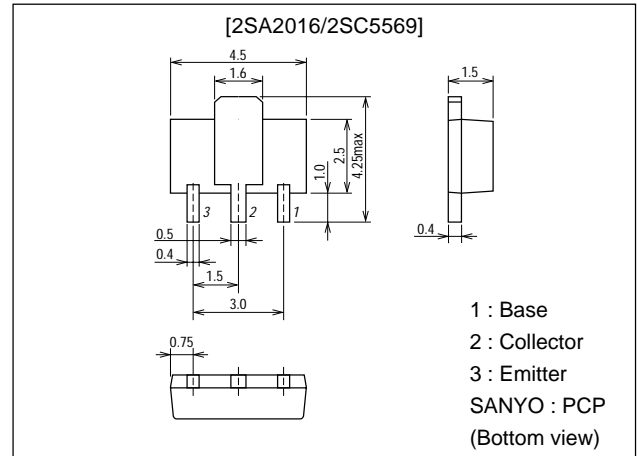 [2SA2016/2SC5569]
4.5
1.6
1.5
1.0
2.5
4.25max
3
2
1
0.5
0.4
0.4
1.5
3.0
0.75
1 : Base
2 : Collector
3 : Emitter
SANYO : PCP
(Bottom view)